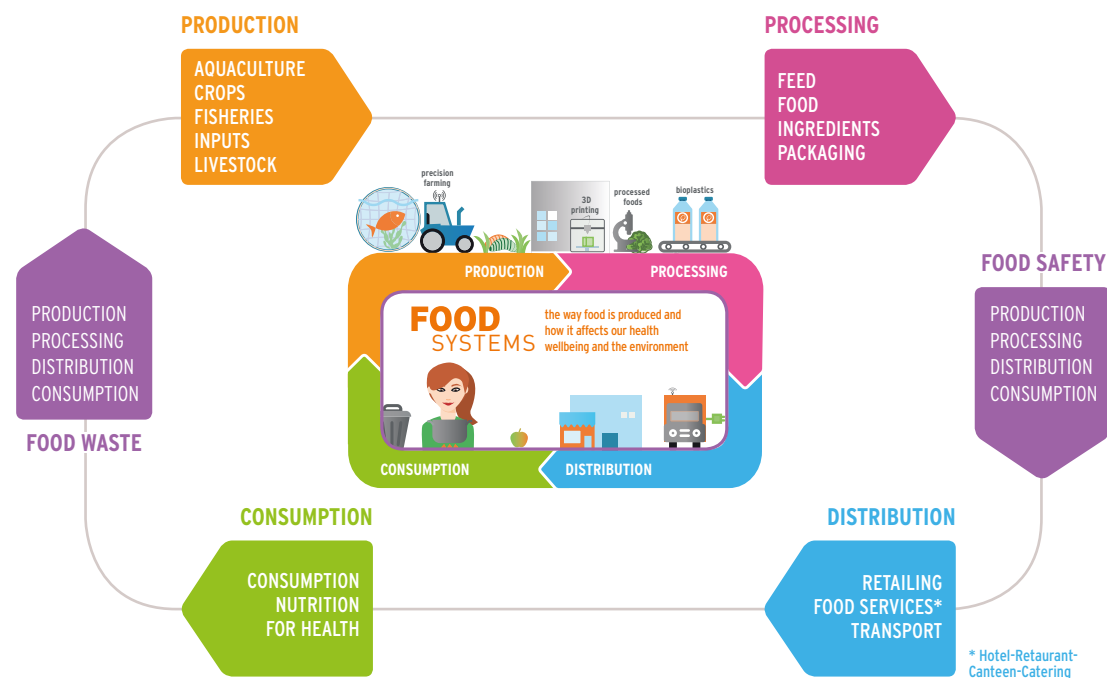 PRODUCTION
AQUACULTURE
CROPS
FISHERIES
INPUTS
LIVESTOCK
PROCESSING
FEED
FOOD
INGREDIENTS
PACKAGING
precision
farming
3D
printing
processed
foods
bioplastics
PRODUCTION
PROCESSING
FOOD
SYSTEMS
the way food is produced and
how it affects our health
wellbeing and the environment
CONSUMPTION
DISTRIBUTION
PRODUCTION
PROCESSING
DISTRIBUTION
CONSUMPTION
FOOD WASTE
FOOD SAFETY
PRODUCTION
PROCESSING
DISTRIBUTION
CONSUMPTION
CONSUMPTION
CONSUMPTION
NUTRITION
FOR HEALTH
DISTRIBUTION
RETAILING
FOOD SERVICES*
TRANSPORT
* Hotel-Retaurant-
Canteen-Catering